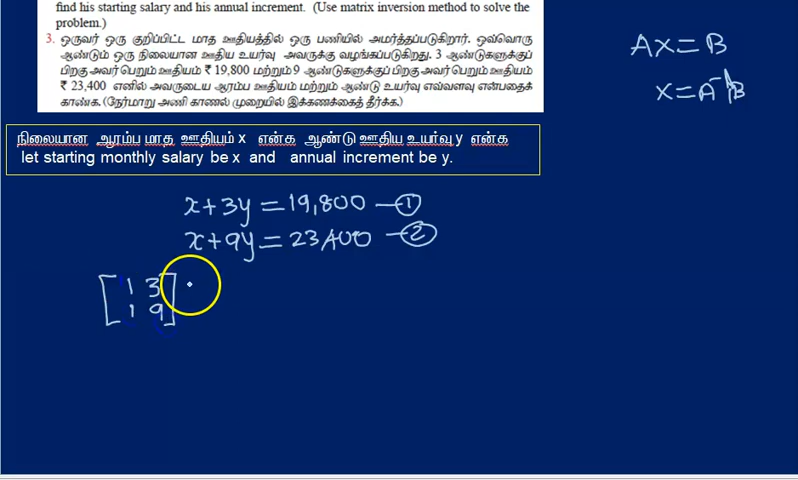 find his starting salary and his annual increment. (Use matrix inversion method to solve the
problem.)
3. ஒருவர் ஒரு குறிப்பிட்ட மாத ஊதியத்தில் ஒரு பணியில் அமர்த்தப்படுகிறார். ஒவ்வொரு
ஆண்டும் ஒரு நிலையான ஊதிய உயர்வு அவருக்கு வழங்கப்படுகிறது. 3 ஆண்டுகளுக்குப்
பிறகு அவர் பெறும் ஊதியம் ₹ 19,800 மற்றும் 9 ஆண்டுகளுக்குப் பிறகு அவர் பெறும் ஊதியம்
₹ 23,400 எனில் அவருடைய ஆரம்ப ஊதியம் மற்றும் ஆண்டு உயர்வு எவ்வளவு என்பதைக்
காண்க. (நேர்மாறு அணி காணல் முறையில் இக்கணக்கைத் தீர்க்க.)
AX = B
X = A⁻¹B
நிலையான ஆரம்ப மாத ஊதியம் x என்க ஆண்டு ஊதிய உயர்வு y என்க
let starting monthly salary be x and annual increment be y.
x + 3y = 19,800 — ①
x + 9y = 23,400 — ②
1 3
1 9